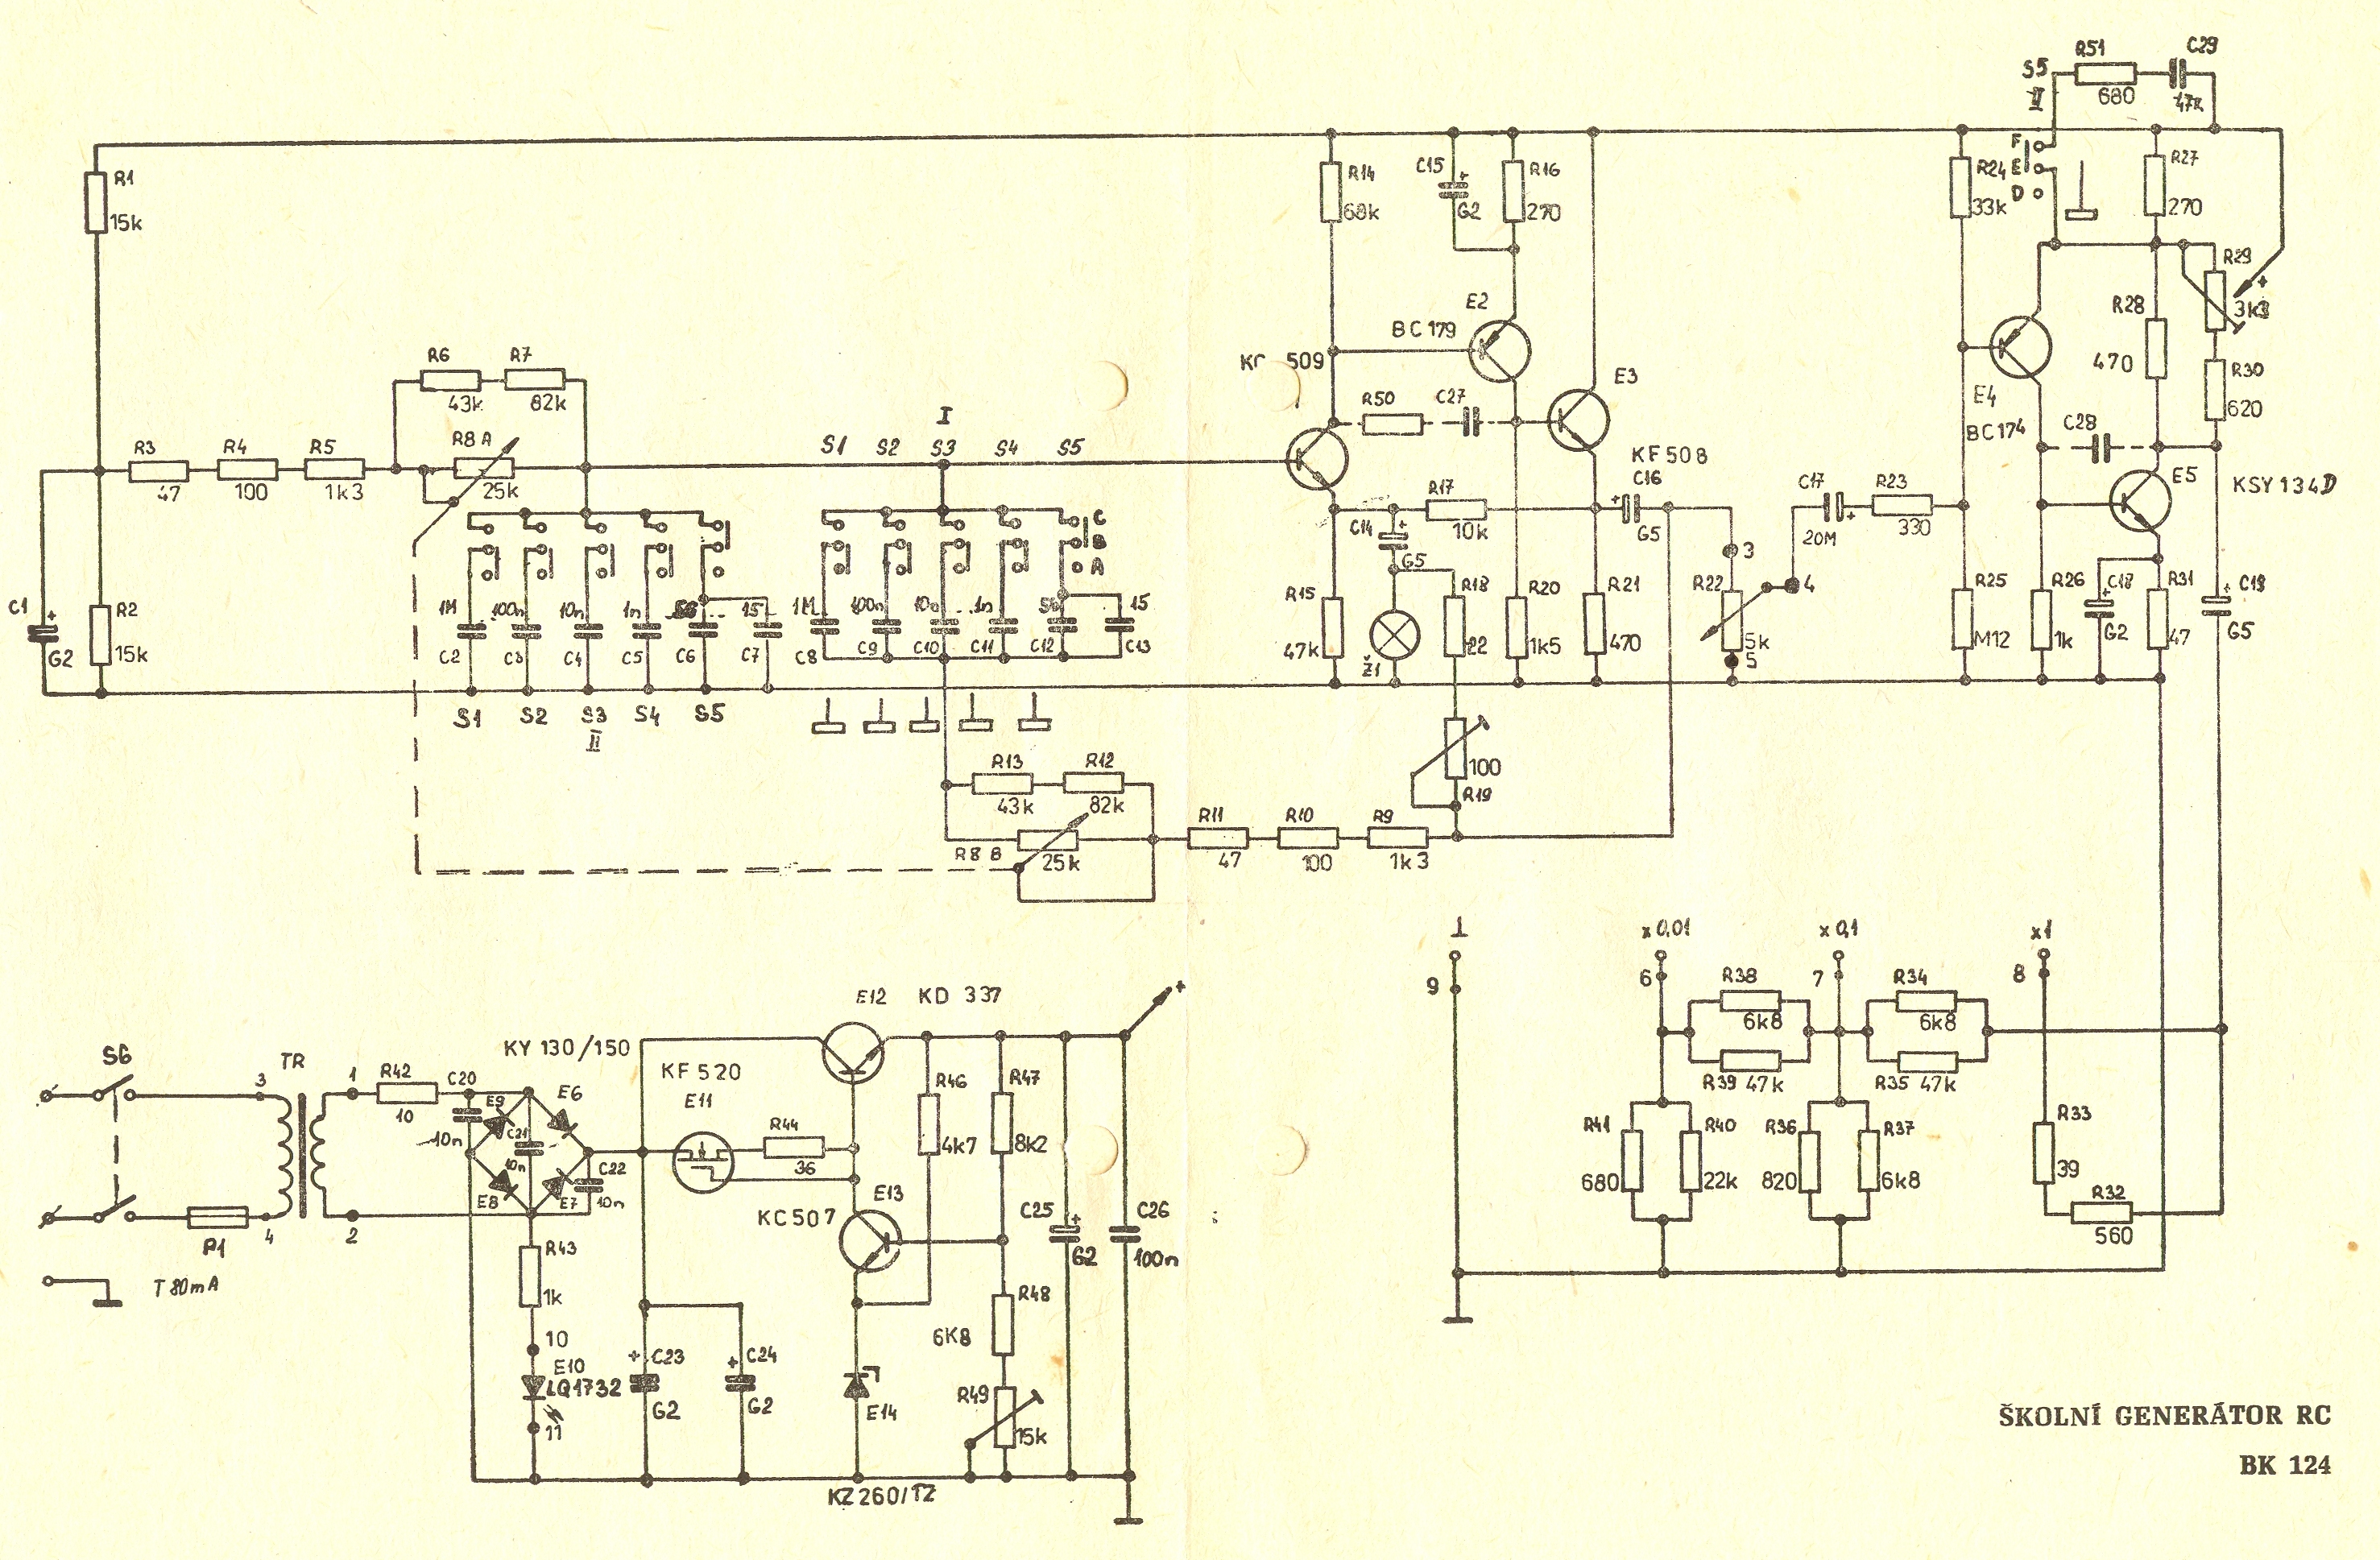 R51
C29
S5
II
680
47k
F
E
D
R1
15k
R14
68k
C15
+
G2
R16
270
R24
33k
R27
270
R29
+
3k3
E2
BC 179
509
E3
R28
470
R30
620
E4
BC 174
C28
R6
R7
43k
82k
R50
C27
I
R3
R4
R5
R8 A
S1
S2
S3
S4
S5
47
100
1k3
25k
KF 508
C16
+
G5
E5
KSY 134D
C17
+
20M
R23
330
R17
10k
C14
+
G5
C
B
A
3
4
R22
5k
5
C1
+
G2
R2
15k
1M
100n
10n
1n
15
C2
C3
C4
C5
C6
C7
1M
100n
10n
1n
15
C8
C9
C10
C11
C12
C13
R15
47k
Ž1
R18
22
R20
1k5
R21
470
R25
M12
R26
1k
C18
+
G2
R31
47
C19
+
G5
S1
S2
S3
S4
S5
II
100
R19
R13
R12
43k
82k
R8 B
25k
R11
R10
R9
47
100
1k3
⊥
x 0,01
x 0,1
x1
9
6
7
8
R38
6k8
R39 47k
R34
6k8
R35 47k
R41
680
R40
22k
R36
820
R37
6k8
R33
39
R32
560
S6
TR
3
4
1
2
P1
T 80mA
R42
10
C20
10n
KY 130/150
E9
E6
C21
10n
E8
E7
C22
10n
KF 520
E11
R44
36
E12
KD 337
+
R46
4k7
R47
8k2
E13
KC507
C25
+
G2
C26
100n
R43
1k
10
E10
LQ1732
11
+
C23
G2
+
C24
G2
R48
6K8
R49
15k
E14
KZ 260/TZ
ŠKOLNÍ GENERÁTOR RC
BK 124